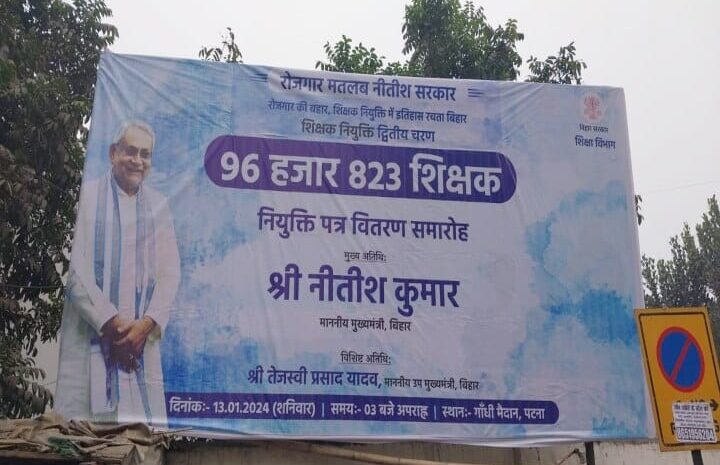 रोजगार मतलब नीतीश सरकार
रोजगार की बहार, शिक्षक नियुक्ति में इतिहास रचता बिहार
शिक्षक नियुक्ति द्वितीय चरण
96 हजार 823 शिक्षक
नियुक्ति पत्र वितरण समारोह
मुख्य अतिथि:
श्री नीतीश कुमार
माननीय मुख्यमंत्री, बिहार
विशिष्ट अतिथि:
श्री तेजस्वी प्रसाद यादव, माननीय उप मुख्यमंत्री, बिहार
दिनांक:- 13.01.2024 (शनिवार) | समय:- 03 बजे अपराह्न | स्थान:- गाँधी मैदान, पटना
बिहार सरकार
शिक्षा विभाग
8651956264